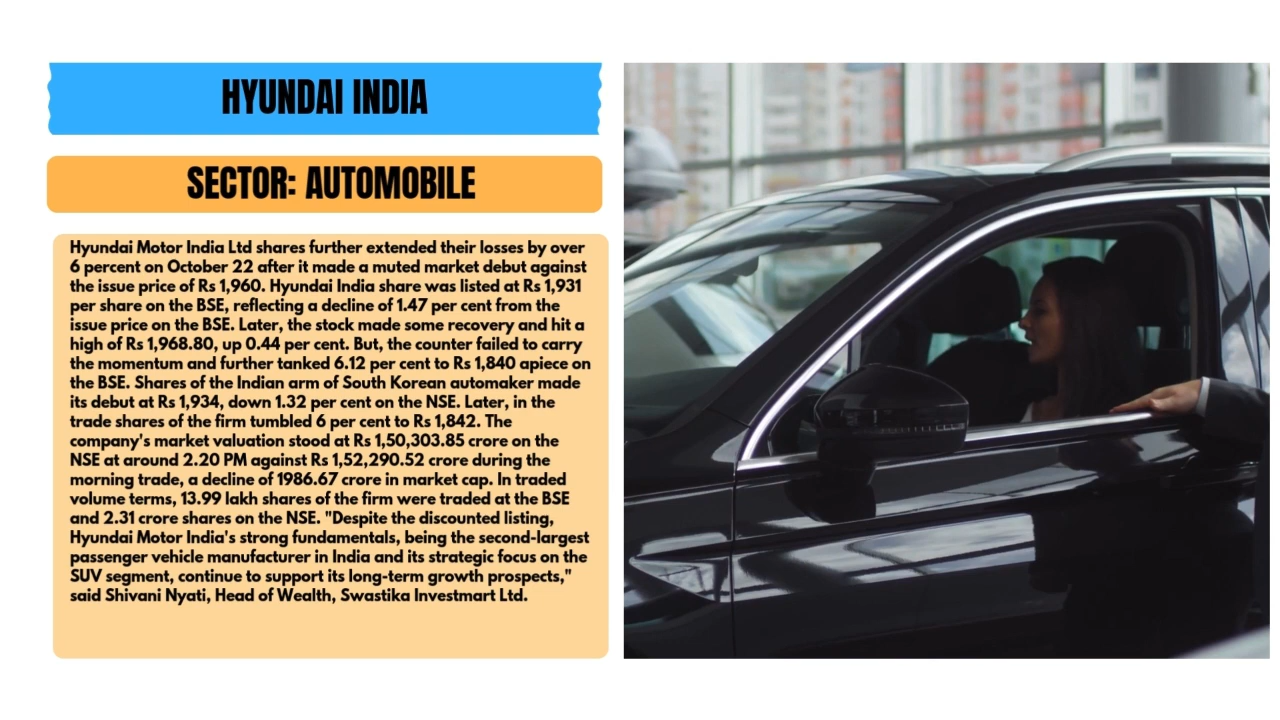 HYUNDAI INDIA
SECTOR: AUTOMOBILE
Hyundai Motor India Ltd shares further extended their losses by over
6 percent on October 22 after it made a muted market debut against
the issue price of Rs 1,960. Hyundai India share was listed at Rs 1,931
per share on the BSE, reflecting a decline of 1.47 per cent from the
issue price on the BSE. Later, the stock made some recovery and hit a
high of Rs 1,968.80, up 0.44 per cent. But, the counter failed to carry
the momentum and further tanked 6.12 per cent to Rs 1,840 apiece on
the BSE. Shares of the Indian arm of South Korean automaker made
its debut at Rs 1,934, down 1.32 per cent on the NSE. Later, in the
trade shares of the firm tumbled 6 per cent to Rs 1,842. The
company's market valuation stood at Rs 1,50,303.85 crore on the
NSE at around 2.20 PM against Rs 1,52,290.52 crore during the
morning trade, a decline of 1986.67 crore in market cap. In traded
volume terms, 13.99 lakh shares of the firm were traded at the BSE
and 2.31 crore shares on the NSE. "Despite the discounted listing,
Hyundai Motor India's strong fundamentals, being the second-largest
passenger vehicle manufacturer in India and its strategic focus on the
SUV segment, continue to support its long-term growth prospects,"
said Shivani Nyati, Head of Wealth, Swastika Investmart Ltd.